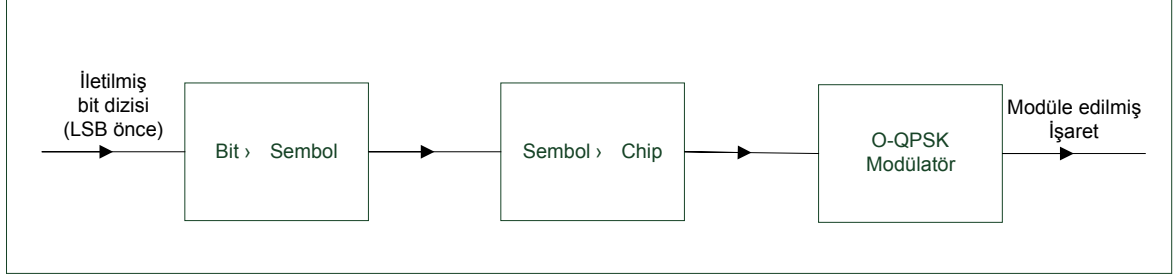 İletilmiş
bit dizisi
(LSB önce)
Bit › Sembol
Sembol › Chip
O-QPSK
Modülatör
Modüle edilmiş
İşaret